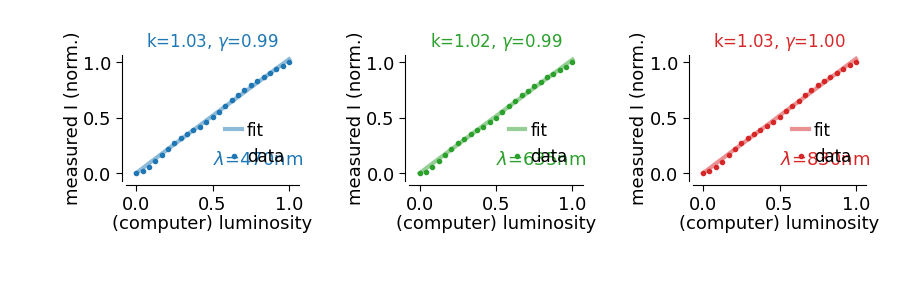 k=1.03, γ=0.99
k=1.02, γ=0.99
k=1.03, γ=1.00
measured I (norm.)
1.0
0.5
0.0
fit
data
0.0 0.5 1.0
(computer) luminosity
measured I (norm.)
1.0
0.5
0.0
fit
data
0.0 0.5 1.0
(computer) luminosity
measured I (norm.)
1.0
0.5
0.0
fit
data
0.0 0.5 1.0
(computer) luminosity